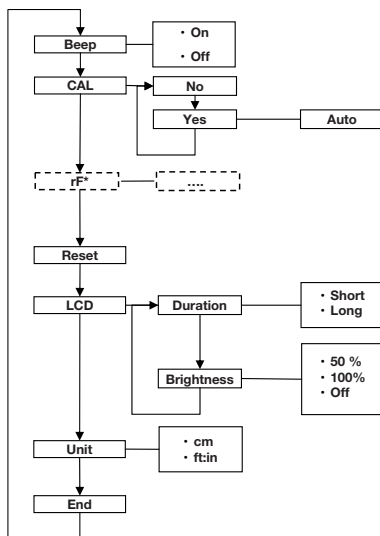 Beep
· On
· Off
CAL
No
Yes
Auto
rF*
....
Reset
LCD
Duration
· Short
· Long
Brightness
· 50 %
· 100%
· Off
Unit
· cm
· ft:in
End